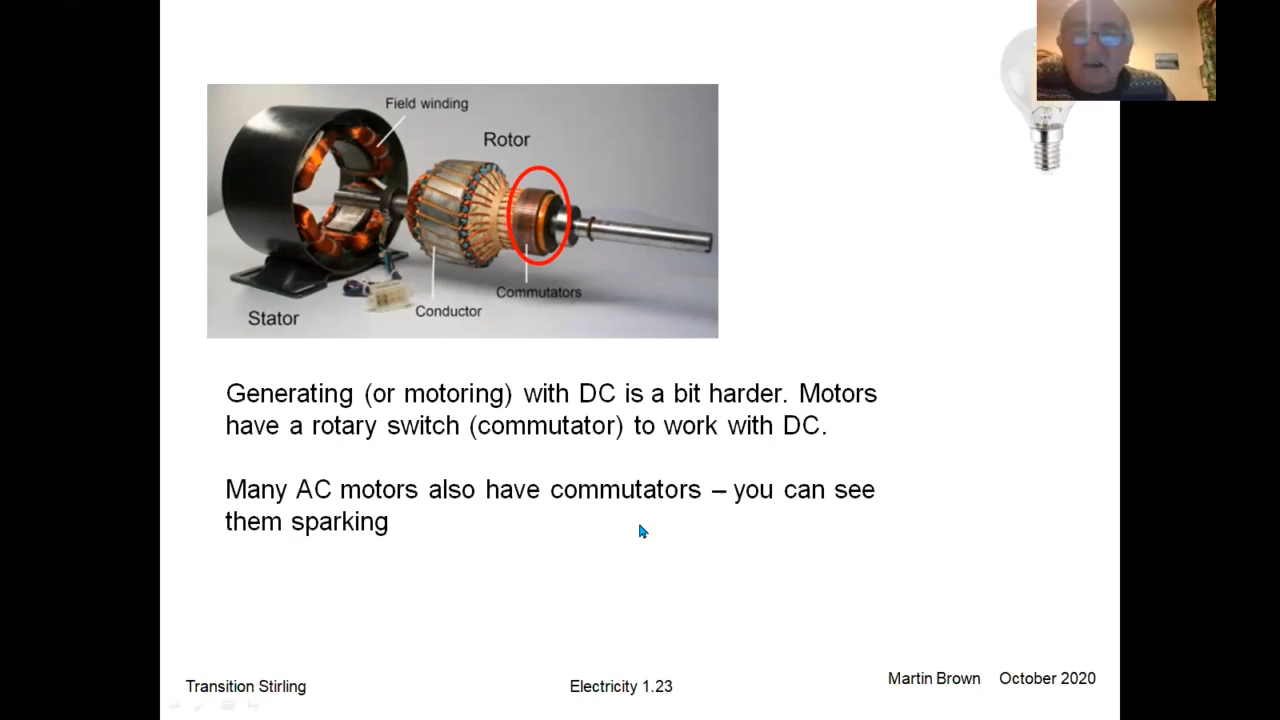 Field winding
Rotor
Commutators
Conductor
Stator
Generating (or motoring) with DC is a bit harder. Motors
have a rotary switch (commutator) to work with DC.
Many AC motors also have commutators – you can see
them sparking
Transition Stirling
Electricity 1.23
Martin Brown October 2020